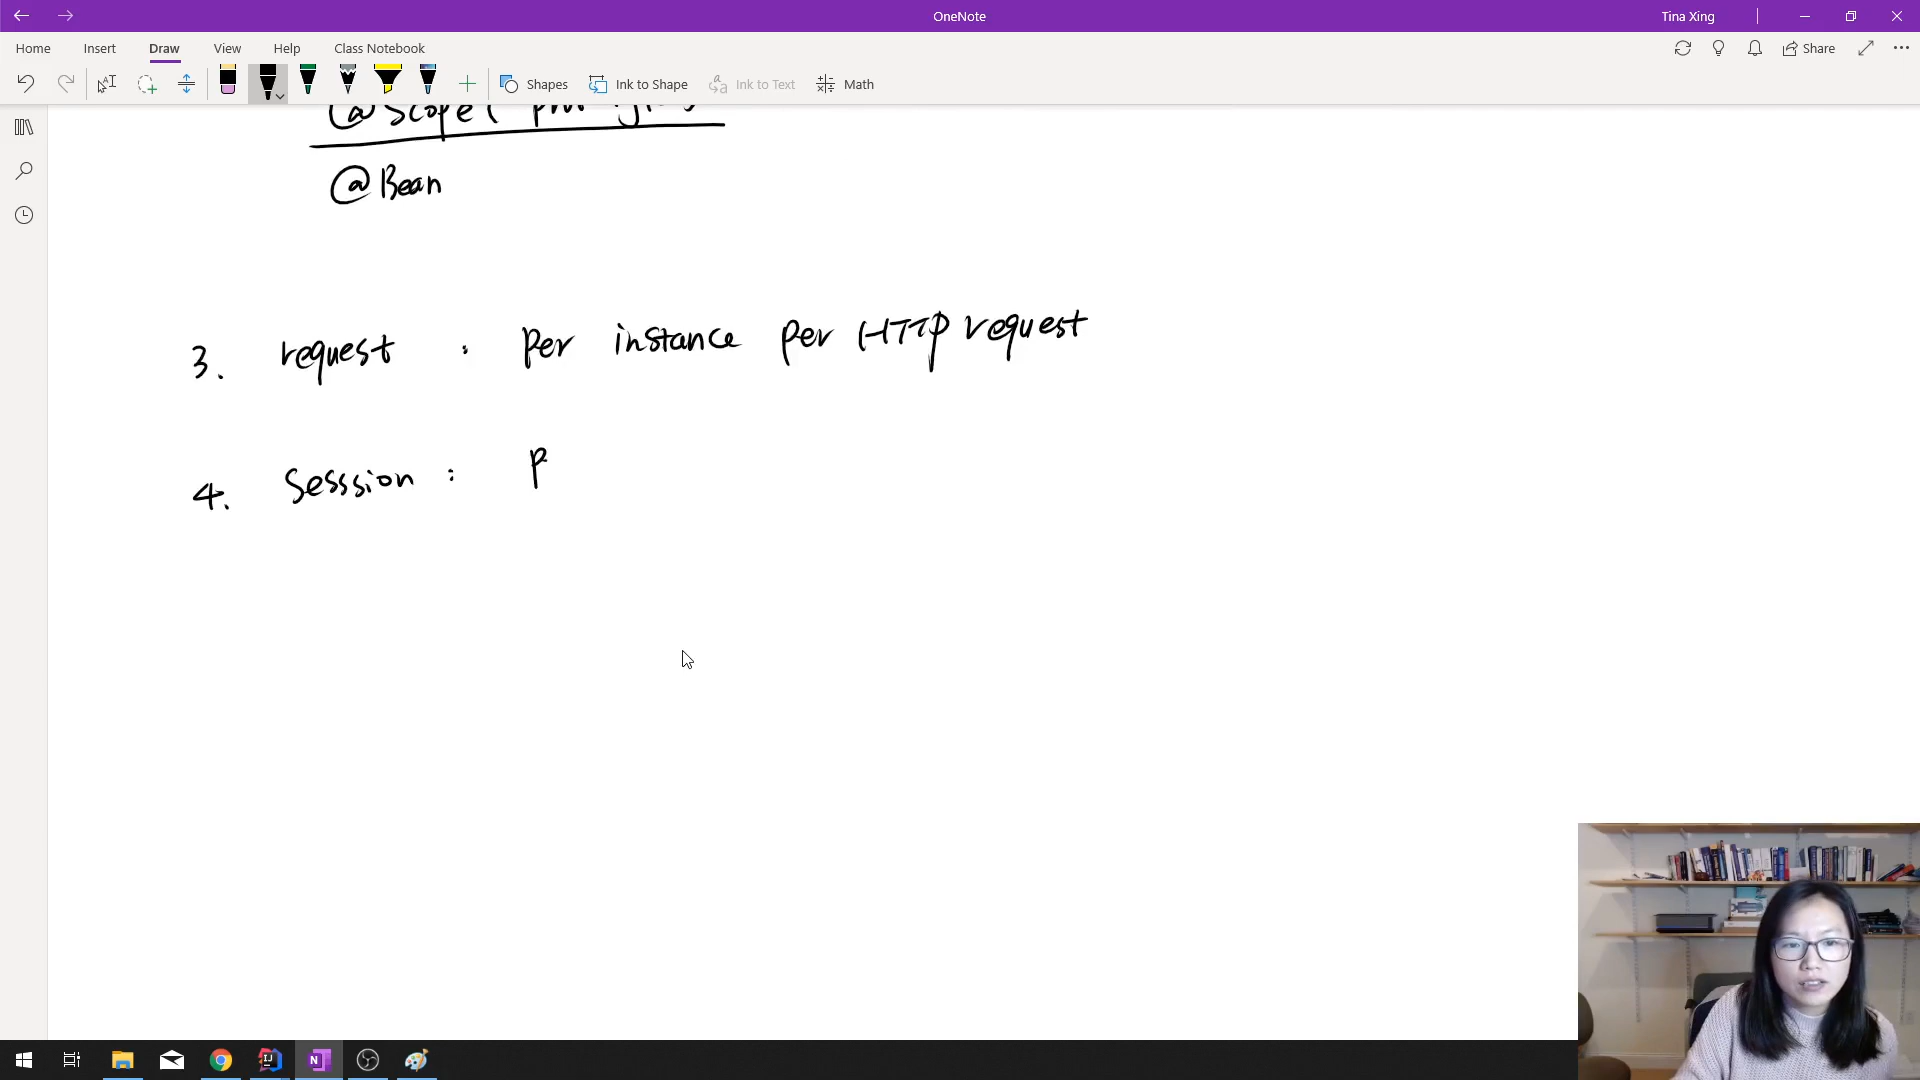 OneNote
Tina Xing
Home Insert Draw View Help Class Notebook
Share
Shapes Ink to Shape Ink to Text Math
@Scope(
@Bean
3. request : Per instance per HTTP request
4. Sesssion : P